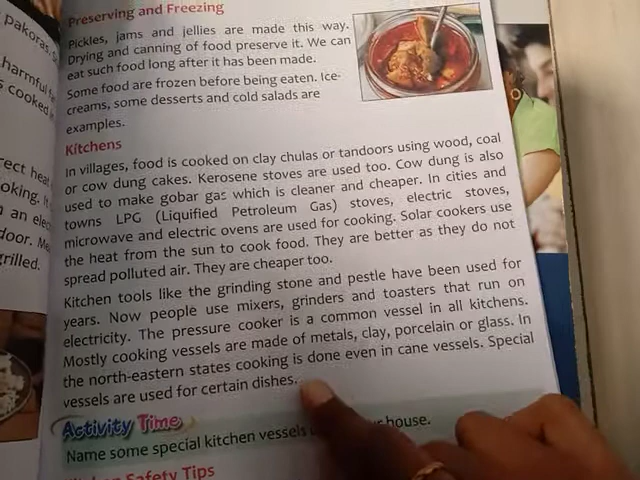 pakoras.
harmful
cooked
rect heat
oking.
an elec
door.
grilled.
Preserving and Freezing
Pickles, jams and jellies are made this way.
Drying and canning of food preserve it. We can
eat such food long after it has been made.
Some food are frozen before being eaten. Ice-
creams, some desserts and cold salads are
examples.
Kitchens
In villages, food is cooked on clay chulas or tandoors using wood, coal
or cow dung cakes. Kerosene stoves are used too. Cow dung is also
used to make gobar gas which is cleaner and cheaper. In cities and
towns LPG (Liquified Petroleum Gas) stoves, electric stoves,
microwave and electric ovens are used for cooking. Solar cookers use
the heat from the sun to cook food. They are better as they do not
spread polluted air. They are cheaper too.
Kitchen tools like the grinding stone and pestle have been used for
years. Now people use mixers, grinders and toasters that run on
electricity. The pressure cooker is a common vessel in all kitchens.
Mostly cooking vessels are made of metals, clay, porcelain or glass. In
the north-eastern states cooking is done even in cane vessels. Special
vessels are used for certain dishes.
Activity Time
Name some special kitchen vessels house.
Safety Tips